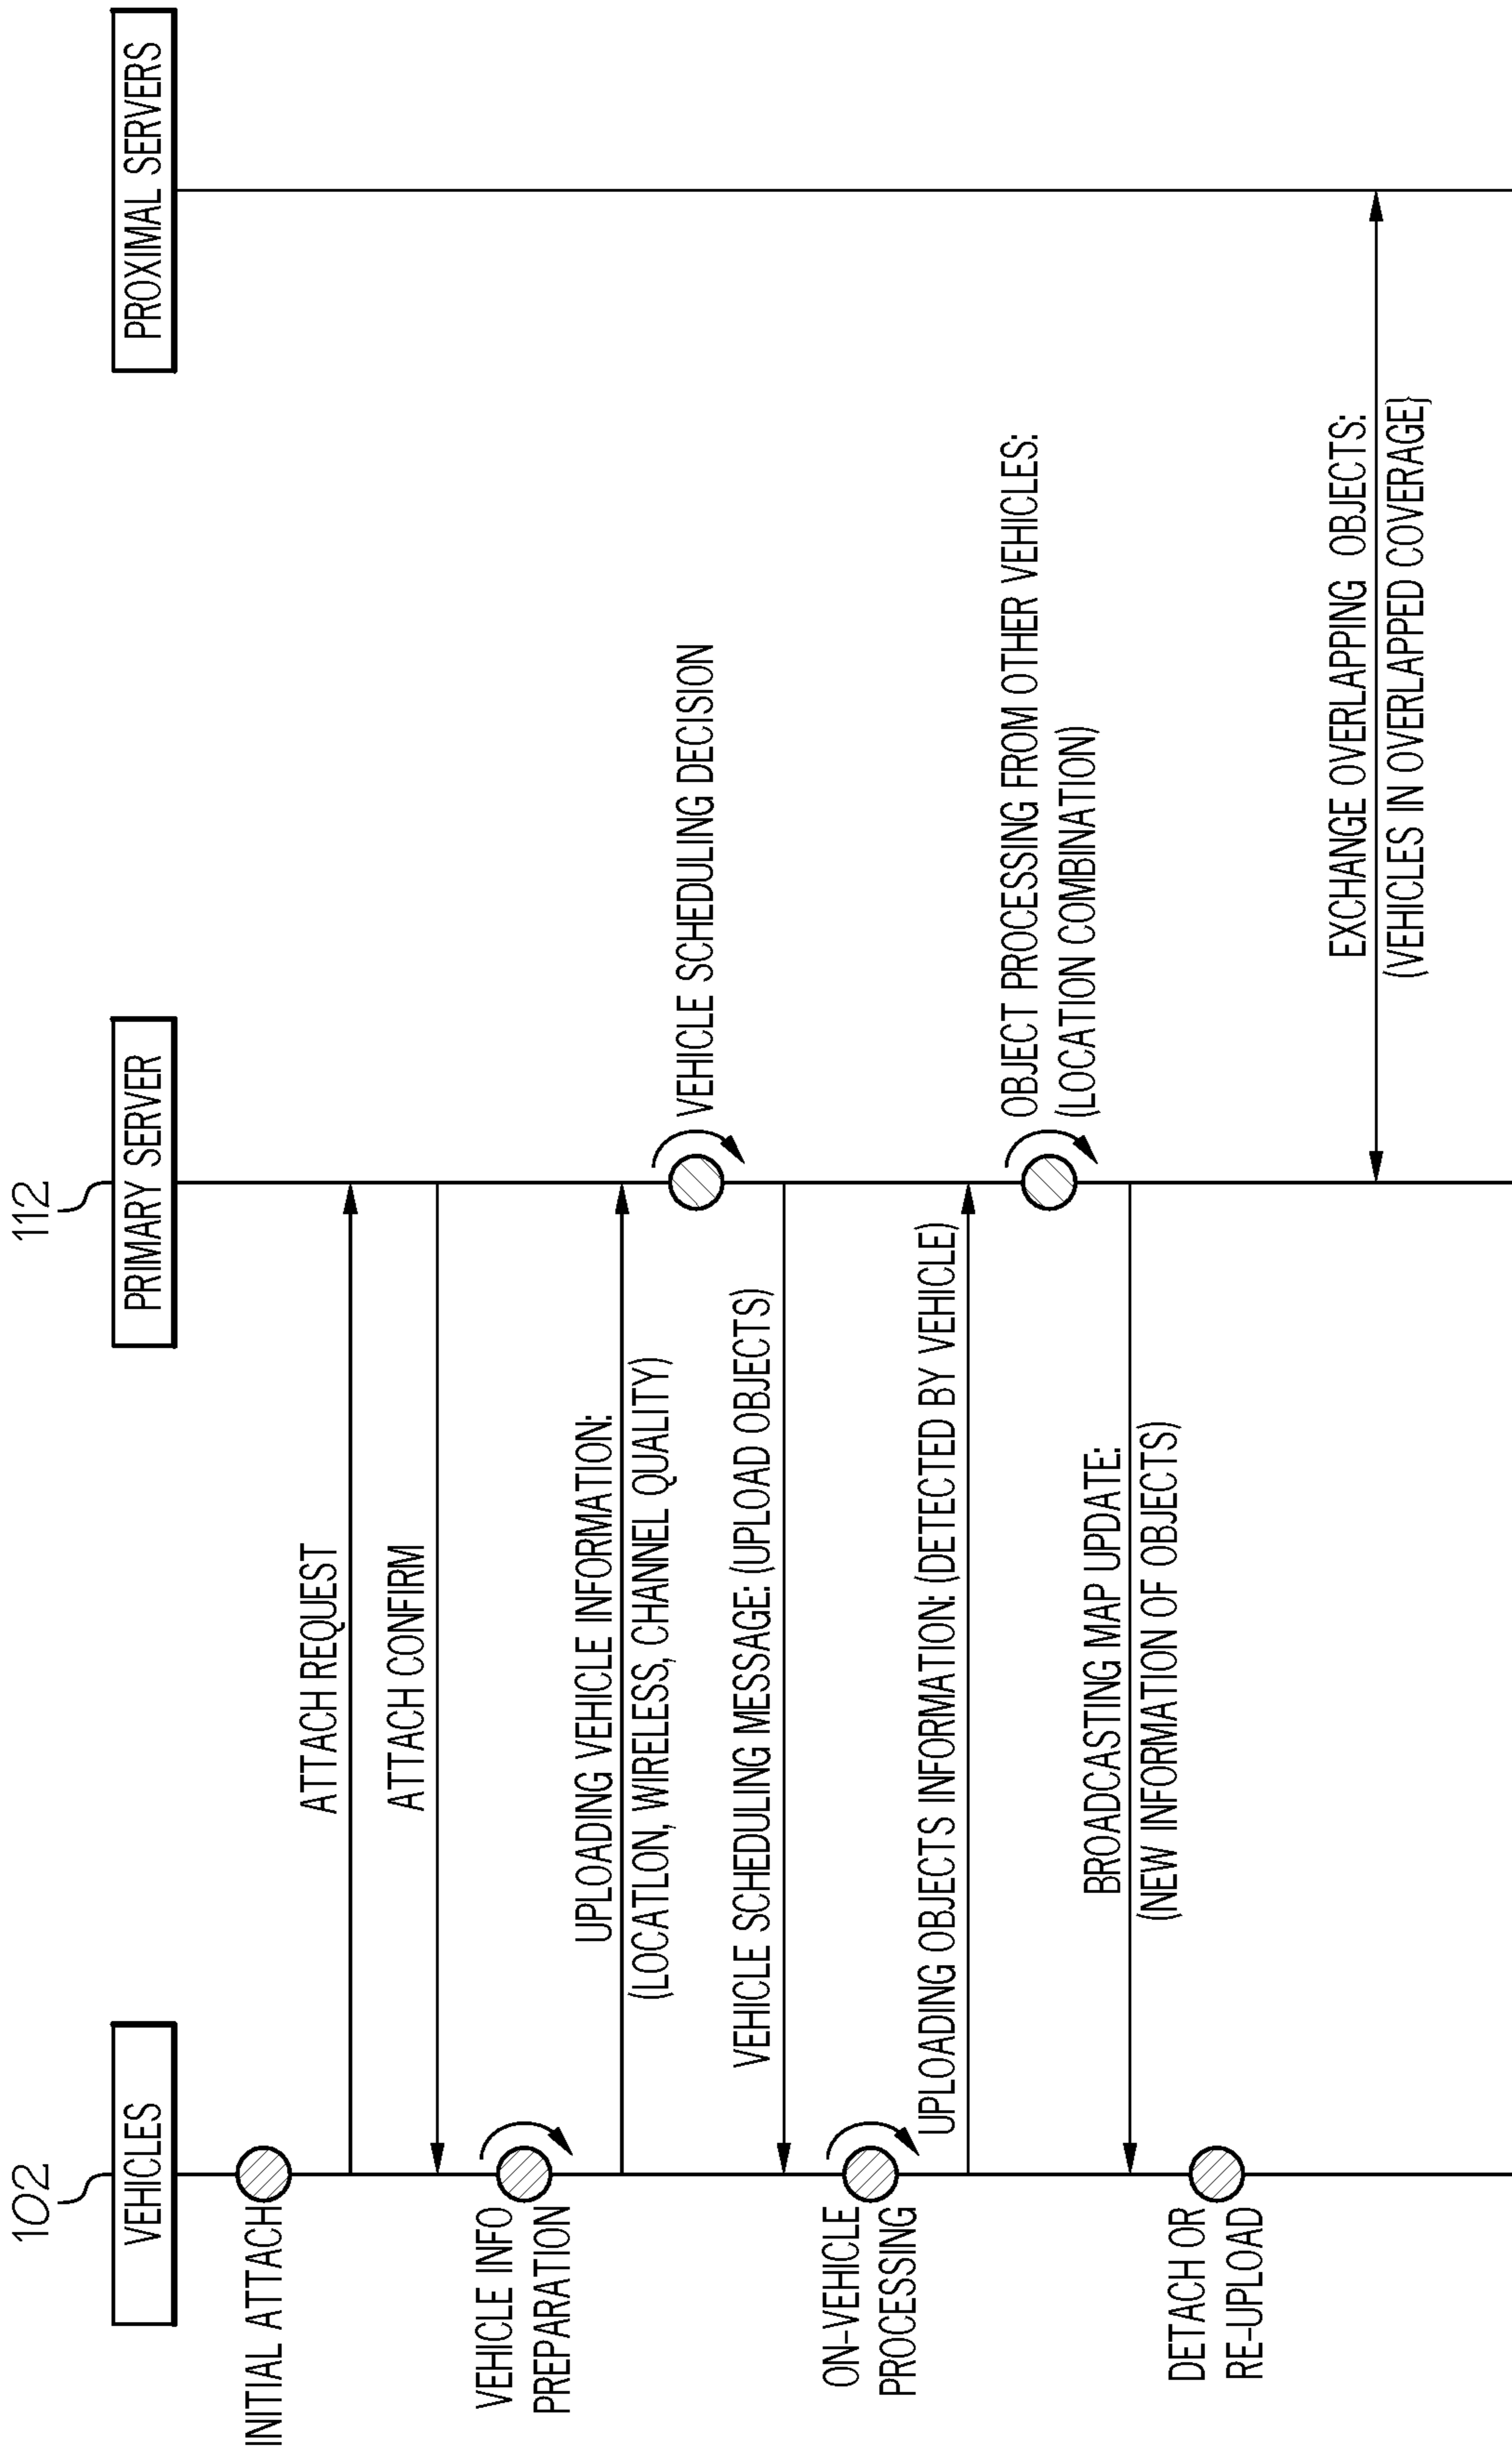 102
VEHICLES
112
PRIMARY SERVER
PROXIMAL SERVERS
INITIAL ATTACH
ATTACH REQUEST
ATTACH CONFIRM
VEHICLE INFO
PREPARATION
UPLOADING VEHICLE INFORMATION:
(LOCATLON, WIRELESS, CHANNEL QUALITY)
VEHICLE SCHEDULING DECISION
VEHICLE SCHEDULING MESSAGE: (UPLOAD OBJECTS)
ON-VEHICLE
PROCESSING
UPLOADING OBJECTS INFORMATION: (DETECTED BY VEHICLE)
OBJECT PROCESSING FROM OTHER VEHICLES:
(LOCATION COMBINATION)
BROADCASTING MAP UPDATE:
(NEW INFORMATION OF OBJECTS)
DETACH OR
RE-UPLOAD
EXCHANGE OVERLAPPING OBJECTS:
(VEHICLES IN OVERLAPPED COVERAGE}